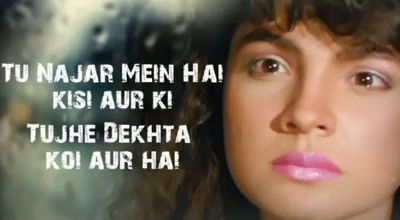 TU NAJAR MEIN HAI
KISI AUR KI
TUJHE DEKHTA
KOI AUR HAI